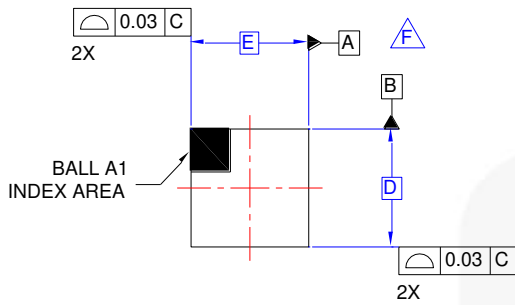 0.03 C
2X
E
A
F
B
BALL A1
INDEX AREA
D
0.03 C
2X